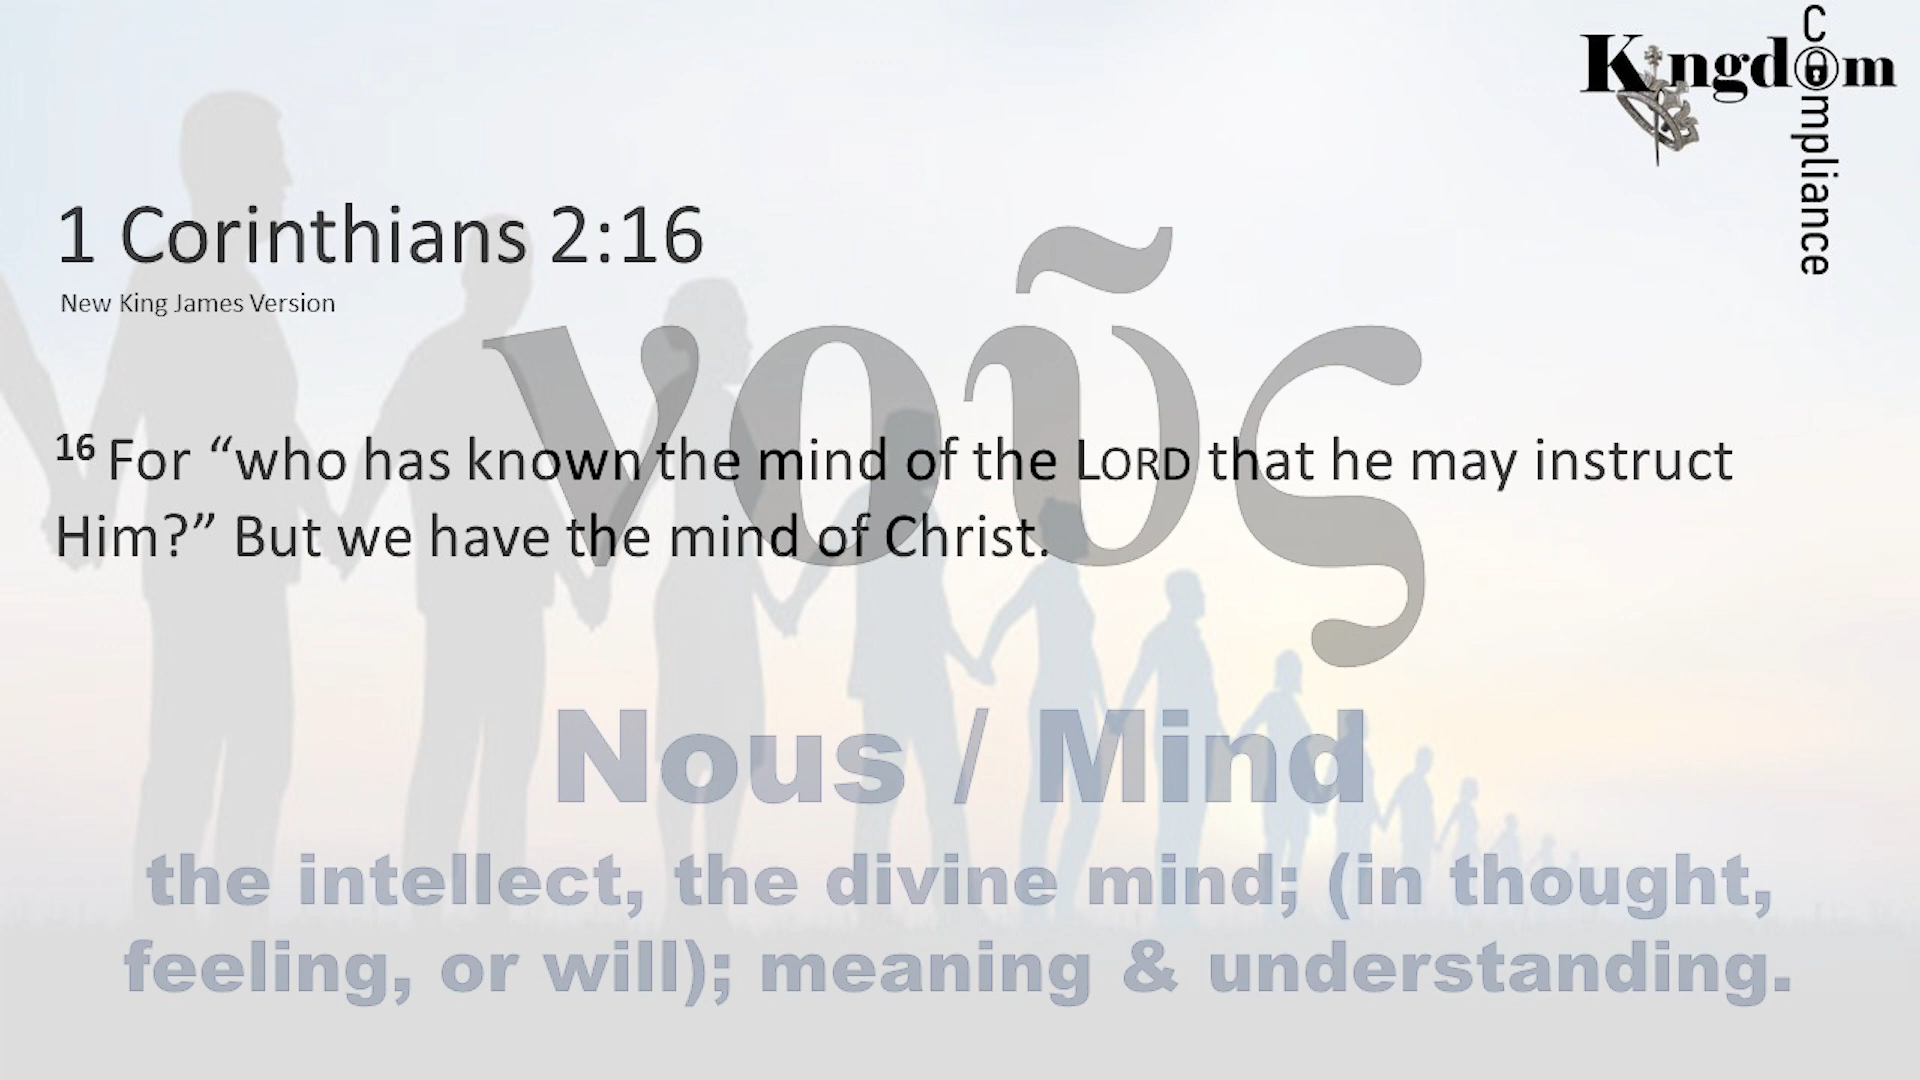 Kingdom
Compliance
1 Corinthians 2:16
New King James Version
νοῦς
16 For “who has known the mind of the LORD that he may instruct
Him?” But we have the mind of Christ.
Nous / Mind
the intellect, the divine mind; (in thought,
feeling, or will); meaning & understanding.